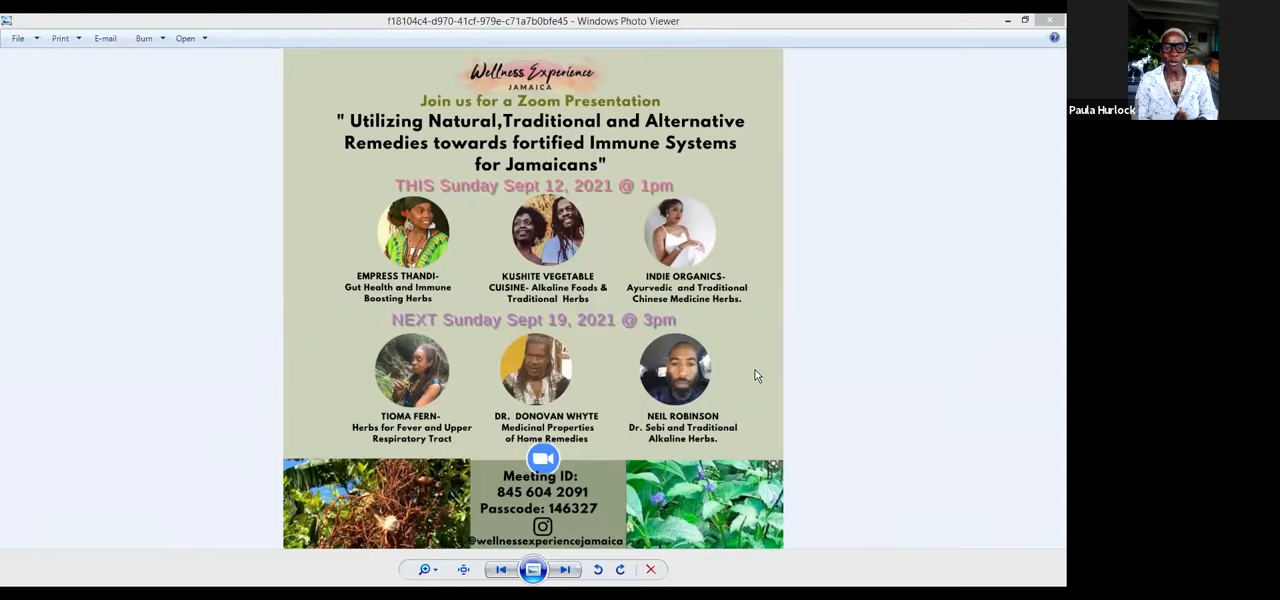 f18104c4-d970-41cf-979e-c71a7b0bfe45 - Windows Photo Viewer
File Print E-mail Burn Open
Paula Hurlock
Wellness Experience
JAMAICA
Join us for a Zoom Presentation
" Utilizing Natural,Traditional and Alternative
Remedies towards fortified Immune Systems
for Jamaicans"
THIS Sunday Sept 12, 2021 @ 1pm
EMPRESS THANDI-
Gut Health and Immune
Boosting Herbs
KUSHITE VEGETABLE
CUISINE- Alkaline Foods &
Traditional Herbs
INDIE ORGANICS-
Ayurvedic and Traditional
Chinese Medicine Herbs.
NEXT Sunday Sept 19, 2021 @ 3pm
TIOMA FERN-
Herbs for Fever and Upper
Respiratory Tract
DR. DONOVAN WHYTE
Medicinal Properties
of Home Remedies
NEIL ROBINSON
Dr. Sebi and Traditional
Alkaline Herbs.
Meeting ID:
845 604 2091
Passcode: 146327
@wellnessexperiencejamaica